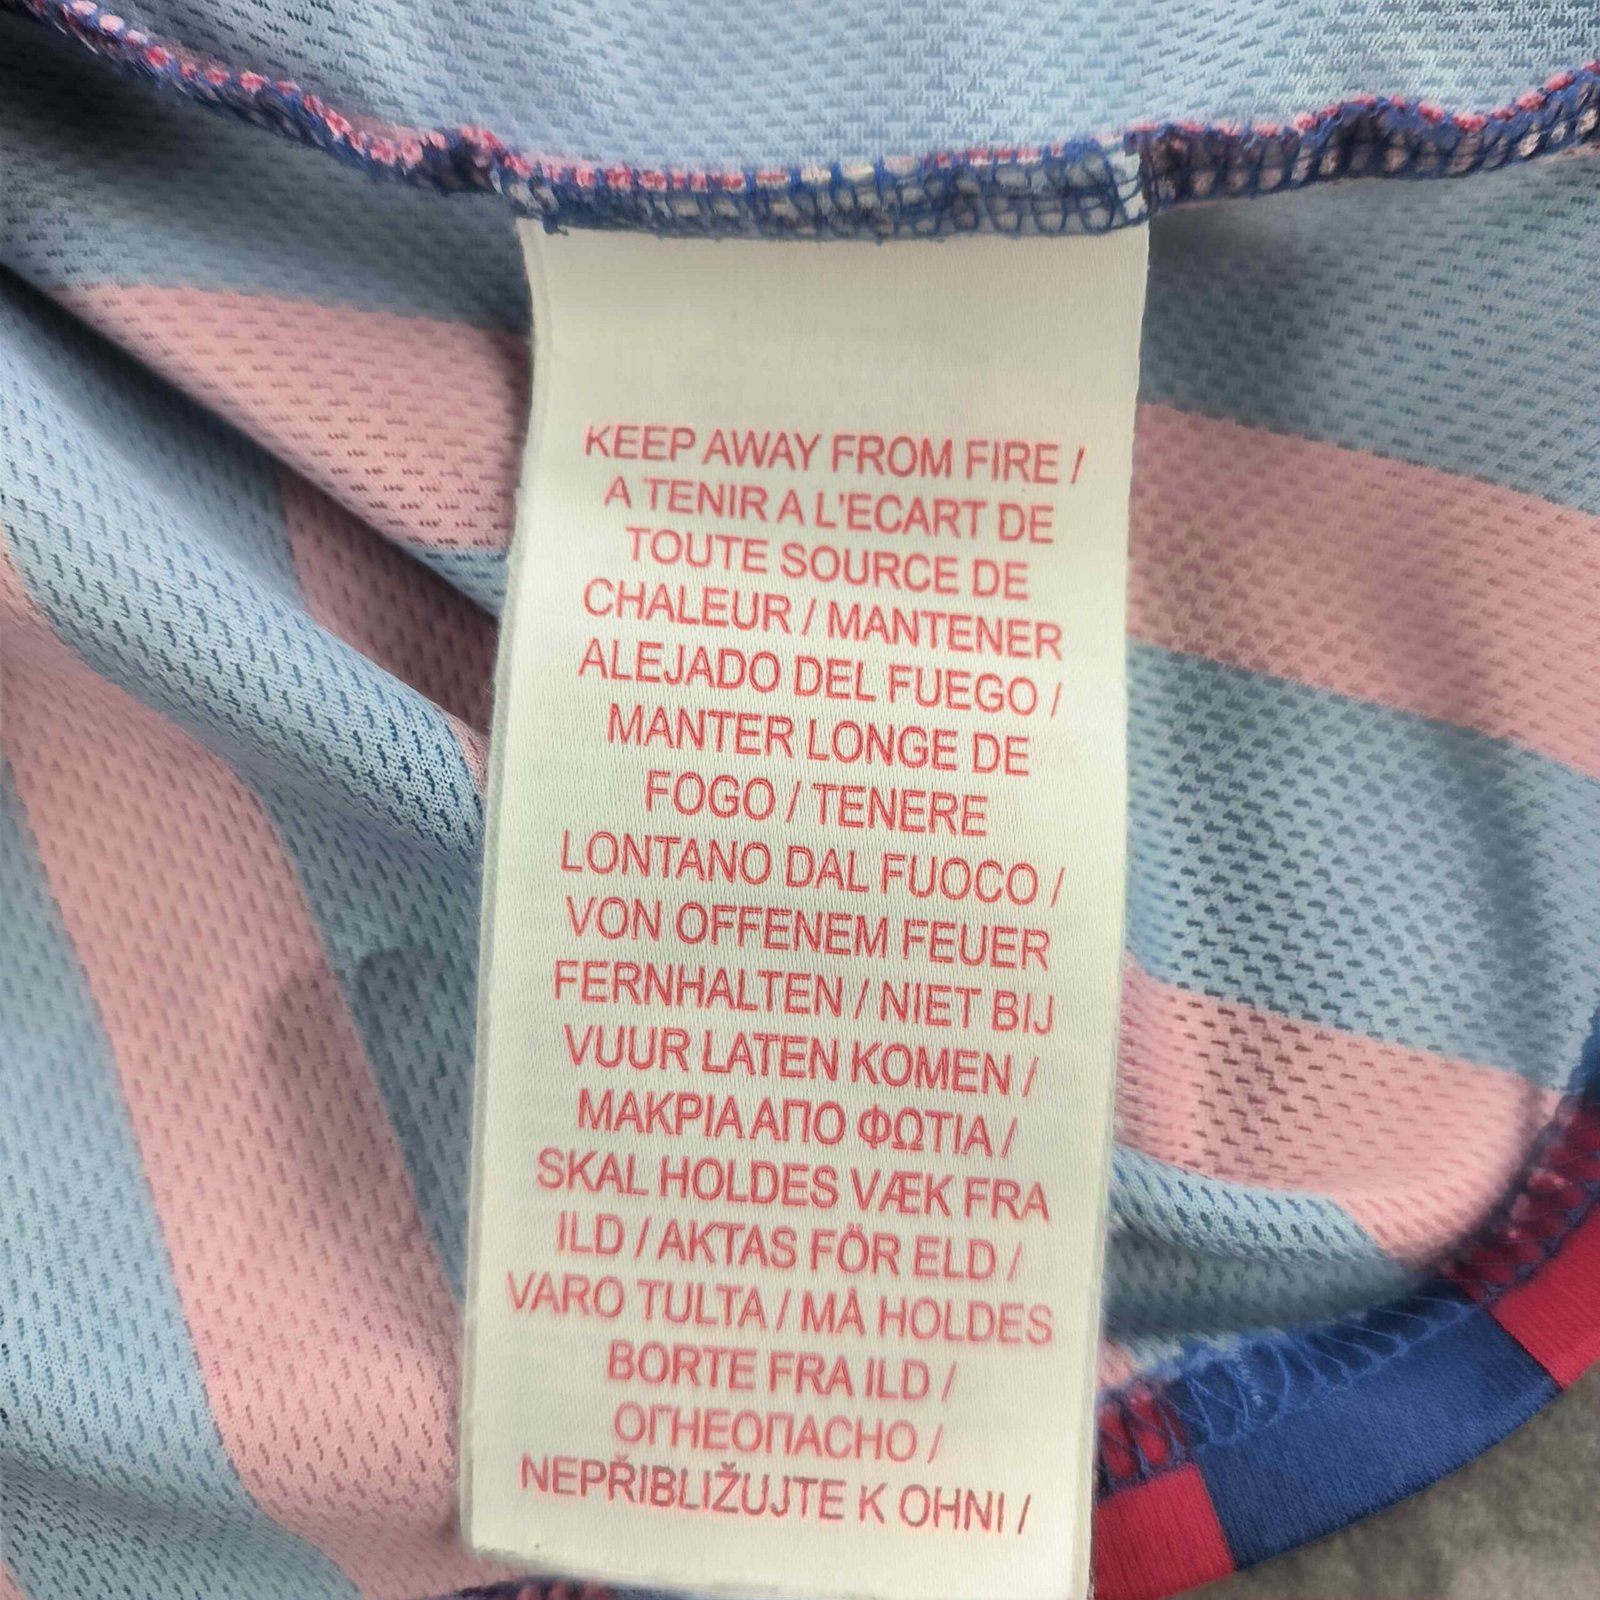 KEEP AWAY FROM FIRE /
A TENIR A L'ECART DE
TOUTE SOURCE DE
CHALEUR / MANTENER
ALEJADO DEL FUEGO /
MANTER LONGE DE
FOGO / TENERE
LONTANO DAL FUOCO /
VON OFFENEM FEUER
FERNHALTEN / NIET BIJ
VUUR LATEN KOMEN /
ΜΑΚΡΙΑ ΑΠΟ ΦΩΤΙΑ /
SKAL HOLDES VÆK FRA
ILD / AKTAS FÖR ELD /
VARO TULTA / MÅ HOLDES
BORTE FRA ILD /
ОГНЕОПАСНО /
NEPŘIBLIŽUJTE K OHNI /